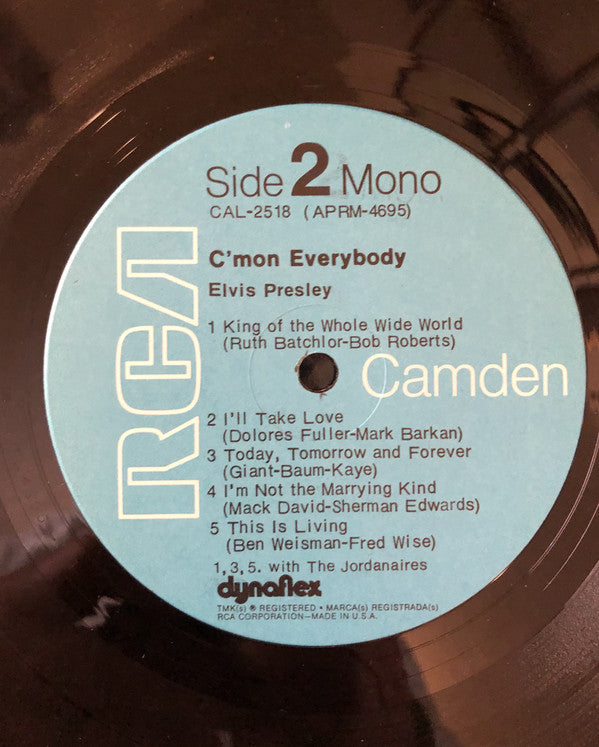 Side 2 Mono
CAL-2518 (APRM-4695)
C'mon Everybody
Elvis Presley
RCA
1 King of the Whole Wide World
(Ruth Batchlor-Bob Roberts)
Camden
2 I'll Take Love
(Dolores Fuller-Mark Barkan)
3 Today, Tomorrow and Forever
(Giant-Baum-Kaye)
4 I'm Not the Marrying Kind
(Mack David-Sherman Edwards)
5 This Is Living
(Ben Weisman-Fred Wise)
1, 3, 5. with The Jordanaires
dynaflex
TMK(s) ® REGISTERED • MARCA(s) REGISTRADA(s)
RCA CORPORATION—MADE IN U.S.A.